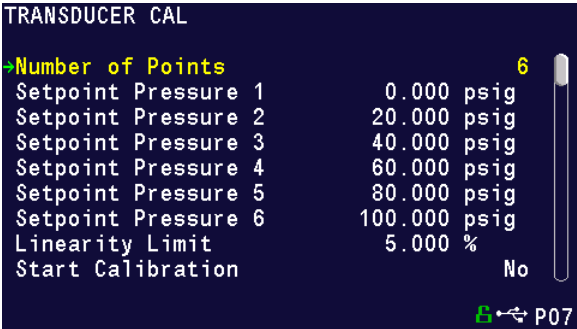 TRANSDUCER CAL
→Number of Points 6
Setpoint Pressure 1 0.000 psig
Setpoint Pressure 2 20.000 psig
Setpoint Pressure 3 40.000 psig
Setpoint Pressure 4 60.000 psig
Setpoint Pressure 5 80.000 psig
Setpoint Pressure 6 100.000 psig
Linearity Limit 5.000 %
Start Calibration No
P07